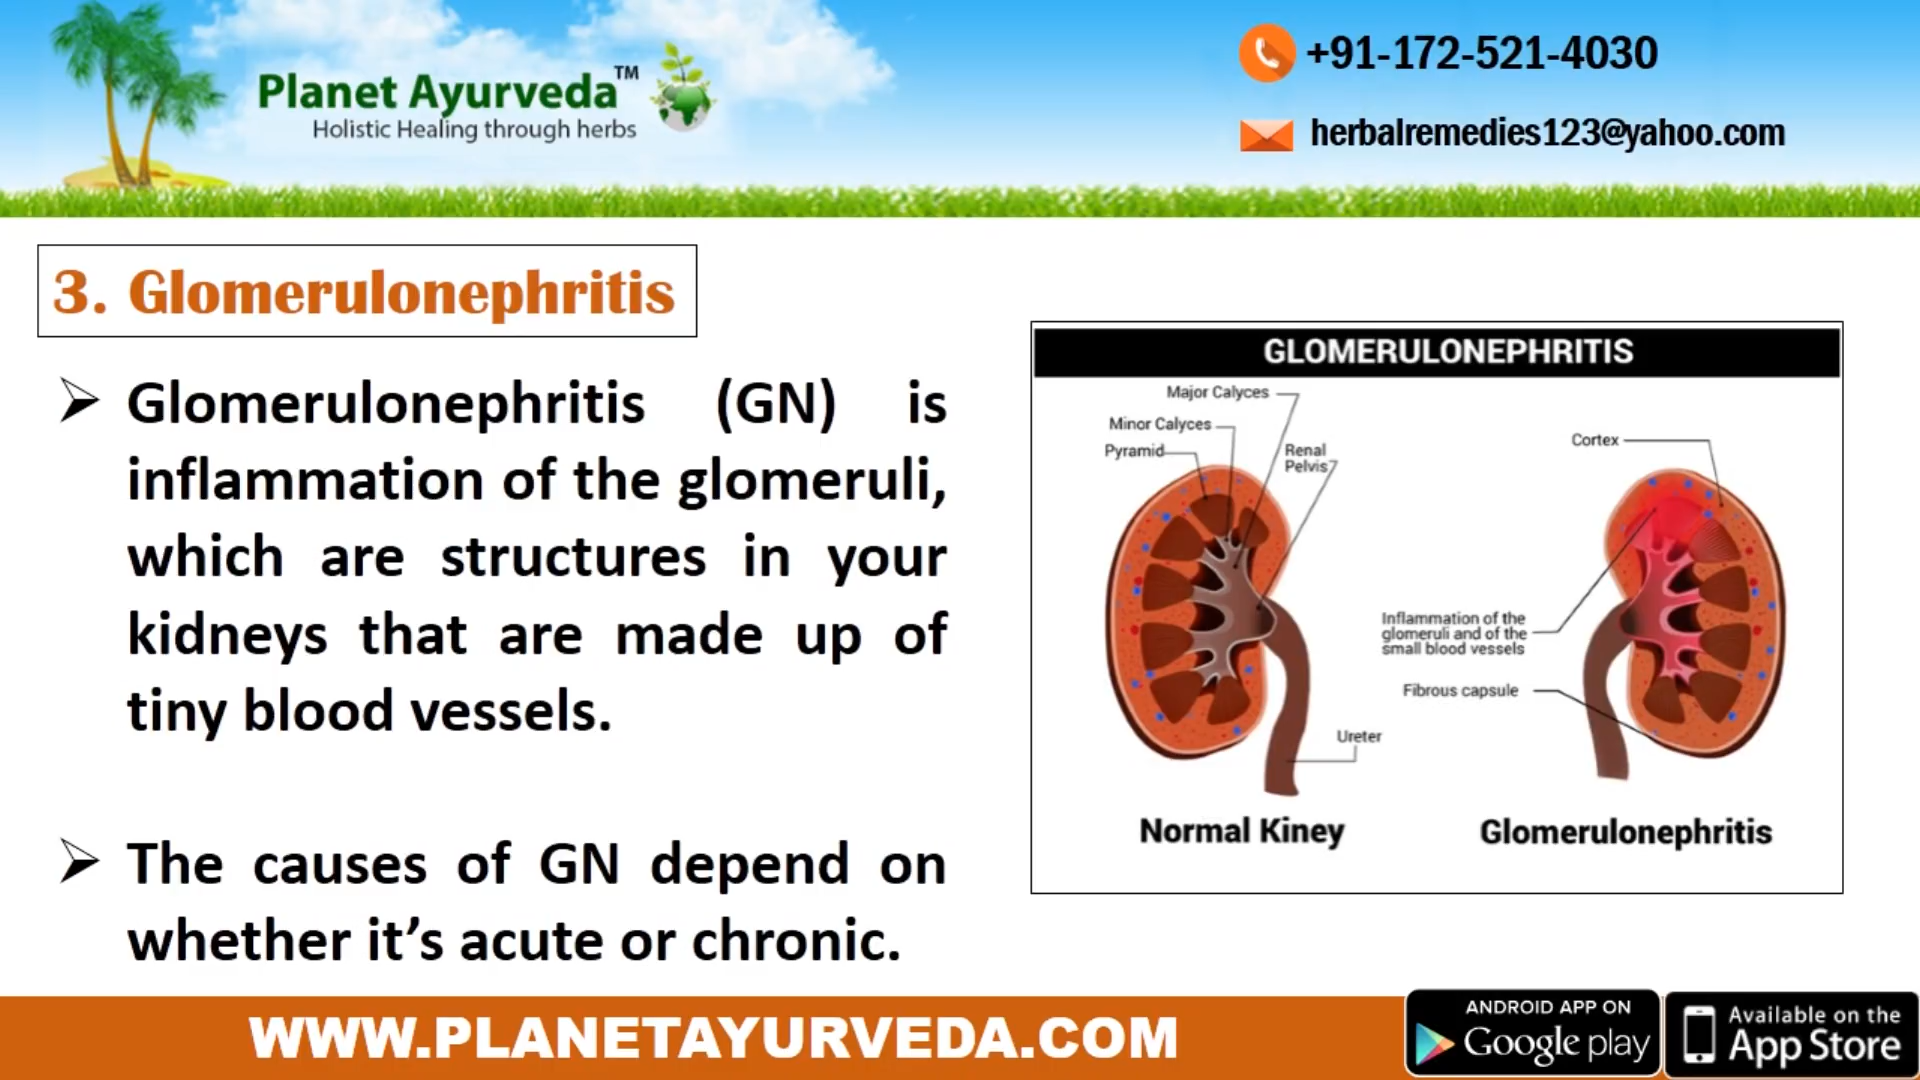 Planet Ayurveda™
Holistic Healing through herbs
+91-172-521-4030
herbalremedies123@yahoo.com
3. Glomerulonephritis
➢ Glomerulonephritis (GN) is
inflammation of the glomeruli,
which are structures in your
kidneys that are made up of
tiny blood vessels.
➢ The causes of GN depend on
whether it’s acute or chronic.
GLOMERULONEPHRITIS
Major Calyces
Minor Calyces
Pyramid
Renal
Pelvis
Cortex
Inflammation of the
glomeruli and of the
small blood vessels
Fibrous capsule
Ureter
Normal Kiney
Glomerulonephritis
WWW.PLANETAYURVEDA.COM
ANDROID APP ON
Google play
Available on the
App Store